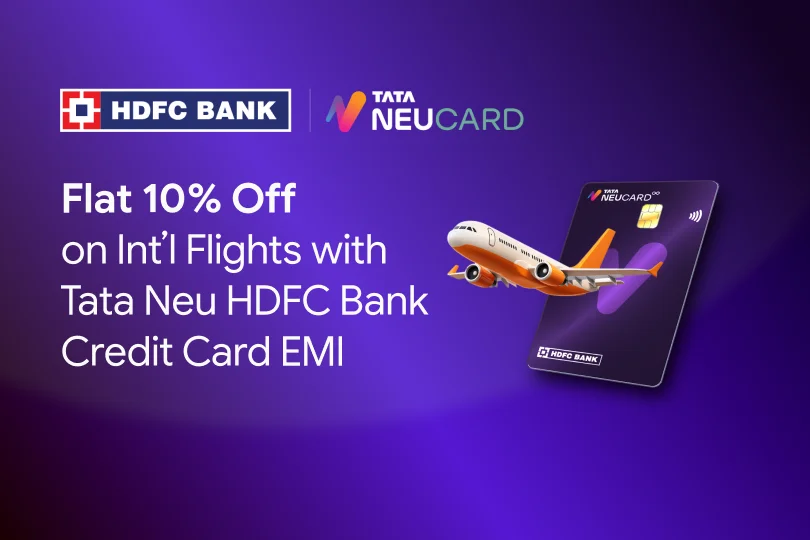 HDFC BANK
TATA
NEUCARD
Flat 10% Off
on Int'l Flights with
Tata Neu HDFC Bank
Credit Card EMI
TATA
NEUCARD∞
HDFC BANK